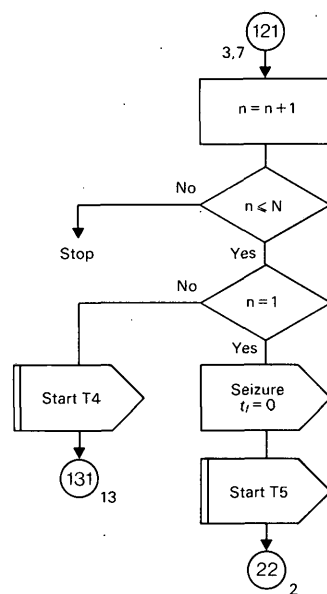 121
3,7
n = n + 1
No
n ⩽ N
Stop
Yes
No
n = 1
Yes
Start T4
Seizure
t_l = 0
131
13
Start T5
22
2